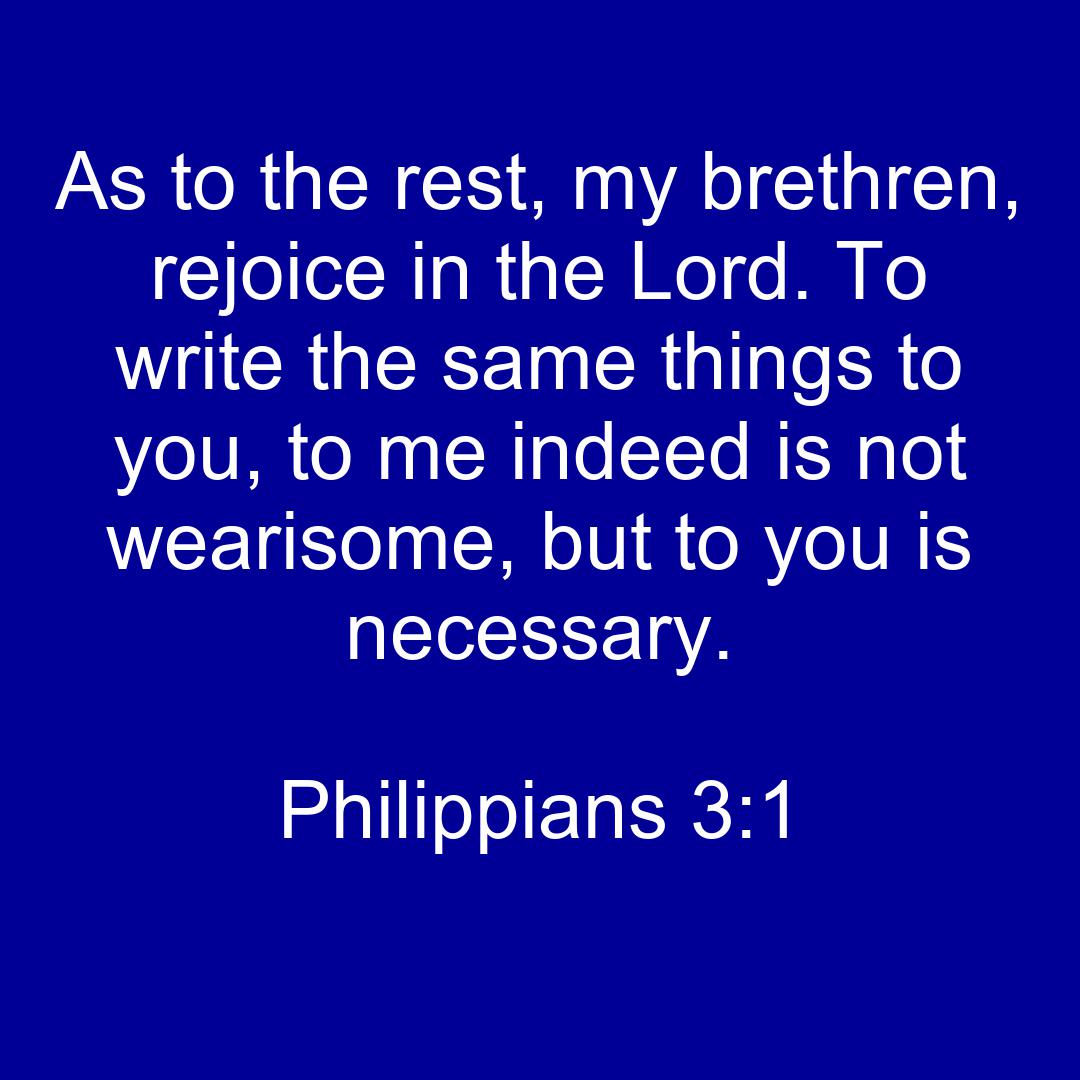 As to the rest, my brethren,
rejoice in the Lord. To
write the same things to
you, to me indeed is not
wearisome, but to you is
necessary.
Philippians 3:1